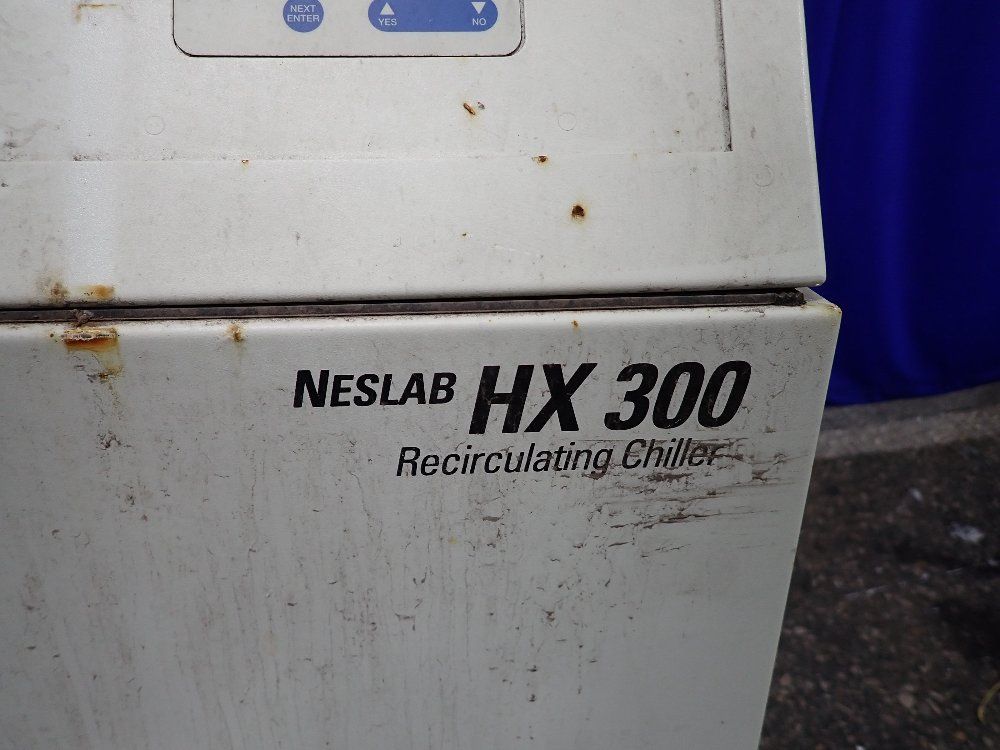 NEXT
ENTER
YES NO
NESLAB HX 300
Recirculating Chiller